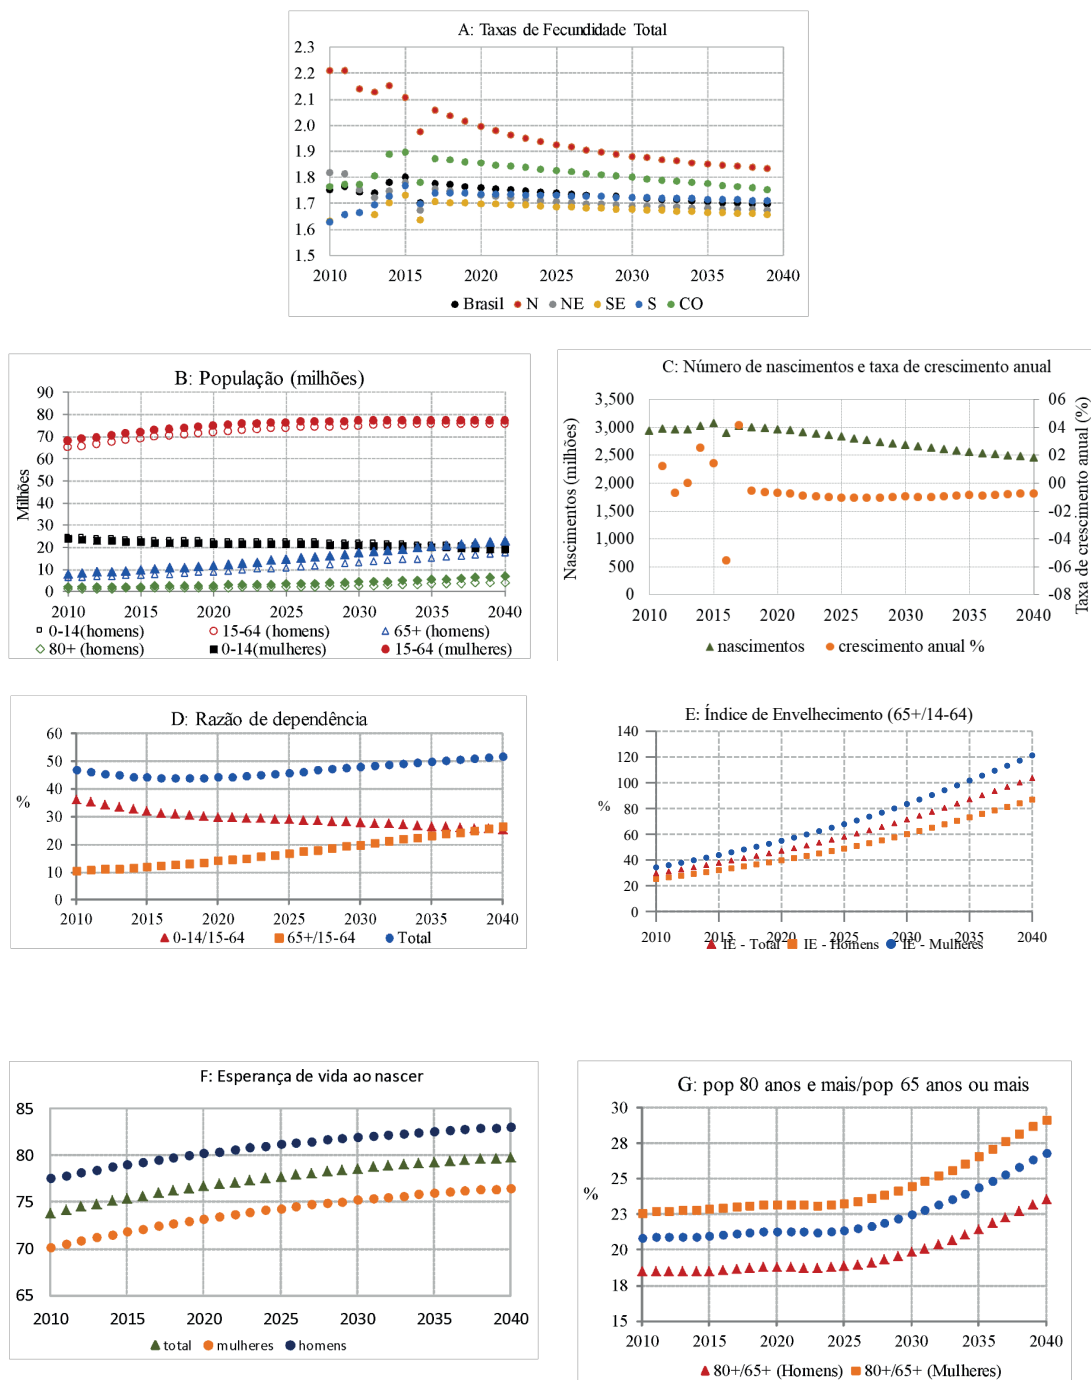 A: Taxas de Fecundidade Total
2.3
2.2
2.1
2.0
1.9
1.8
1.7
1.6
1.5
2010 2015 2020 2025 2030 2035 2040
Brasil N NE SE S CO
B: População (milhões)
Milhões
90
80
70
60
50
40
30
20
10
0
2010 2015 2020 2025 2030 2035 2040
0-14(homens) 15-64 (homens) 65+ (homens)
80+ (homens) 0-14(mulheres) 15-64 (mulheres)
C: Número de nascimentos e taxa de crescimento anual
Nascimentos (milhões)
3,500
3,000
2,500
2,000
1,500
1,000
500
0
06
04
02
00
-02
-04
-06
-08
Taxa de crescimento anual (%)
2010 2015 2020 2025 2030 2035 2040
nascimentos crescimento anual %
D: Razão de dependência
%
60
50
40
30
20
10
0
2010 2015 2020 2025 2030 2035 2040
0-14/15-64 65+/15-64 Total
E: Índice de Envelhecimento (65+/14-64)
%
140
120
100
80
60
40
20
0
2010 2015 2020 2025 2030 2035 2040
IE - Total IE - Homens IE - Mulheres
F: Esperança de vida ao nascer
85
80
75
70
65
2010 2015 2020 2025 2030 2035 2040
total mulheres homens
G: pop 80 anos e mais/pop 65 anos ou mais
%
30
28
25
23
20
18
15
2010 2015 2020 2025 2030 2035 2040
80+/65+ (Homens) 80+/65+ (Mulheres)